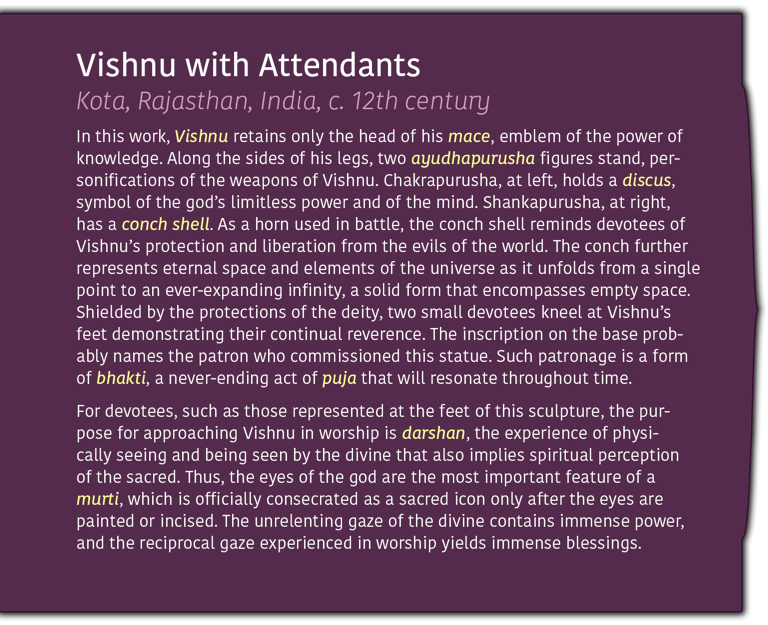 Vishnu with Attendants
Kota, Rajasthan, India, c. 12th century
In this work, Vishnu retains only the head of his mace, emblem of the power of
knowledge. Along the sides of his legs, two ayudhapurusha figures stand, per-
sonifications of the weapons of Vishnu. Chakrapurusha, at left, holds a discus,
symbol of the god’s limitless power and of the mind. Shankapurusha, at right,
has a conch shell. As a horn used in battle, the conch shell reminds devotees of
Vishnu’s protection and liberation from the evils of the world. The conch further
represents eternal space and elements of the universe as it unfolds from a single
point to an ever-expanding infinity, a solid form that encompasses empty space.
Shielded by the protections of the deity, two small devotees kneel at Vishnu’s
feet demonstrating their continual reverence. The inscription on the base prob-
ably names the patron who commissioned this statue. Such patronage is a form
of bhakti, a never-ending act of puja that will resonate throughout time.
For devotees, such as those represented at the feet of this sculpture, the pur-
pose for approaching Vishnu in worship is darshan, the experience of physi-
cally seeing and being seen by the divine that also implies spiritual perception
of the sacred. Thus, the eyes of the god are the most important feature of a
murti, which is officially consecrated as a sacred icon only after the eyes are
painted or incised. The unrelenting gaze of the divine contains immense power,
and the reciprocal gaze experienced in worship yields immense blessings.